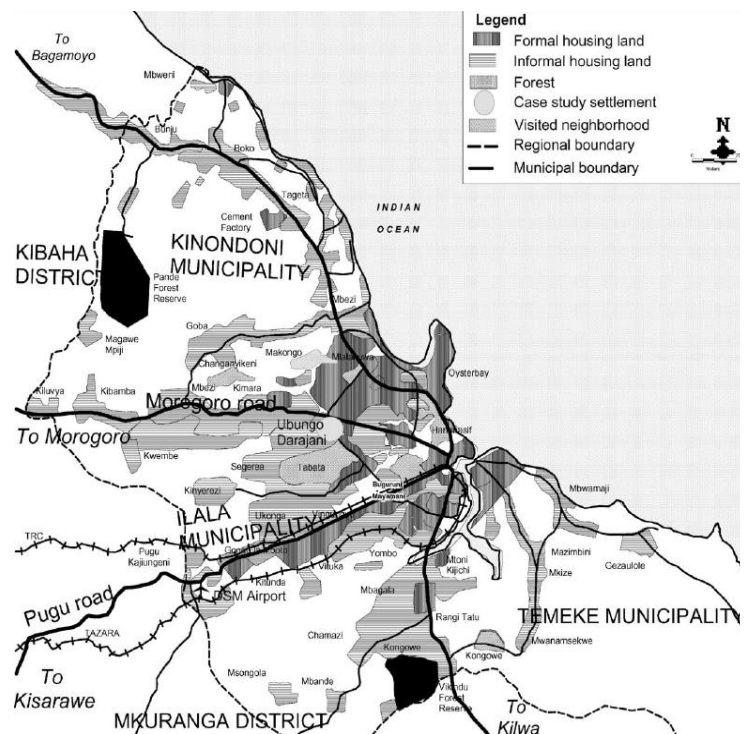 Legend
Formal housing land
Informal housing land
Forest
Case study settlement
Visited neighborhood
Regional boundary
Municipal boundary
N
To
Bagamoyo
Mbweni
Bunju
Boko
Tageta
Cement
Factory
INDIAN
OCEAN
KINONDONI
MUNICIPALITY
KIBAHA
DISTRICT
Pande
Forest
Reserve
Mbezi
Magawe
Mpiji
Goba
Makongo
Changanyikeni
Oysterbay
Kiluvya
Kibamba
Mbezi
Kimara
Moregoro road
To Morogoro
Ubungo
Darajani
Kwembe
Segerea
Tabata
Kinyerezi
Buguruni
Mnyamani
Mbwamaji
Ukonga
ILALA
MUNICIPALITY
TRC
Pugu
Kajiungeni
Yombo
Vituka
Mtoni
Kijichi
Mazimbini
Gezaulole
Mkize
Kitunda
DSM Airport
Mbagala
Pugu road
TAZARA
Rangi Tatu
TEMEKE MUNICIPALITY
Chamazi
Mwanamsekwe
Kongowe
Kongowe
To
Kisarawe
Msongola
Mbande
Vikindu
Forest
Reserve
To
Kilwa
MKURANGA DISTRICT